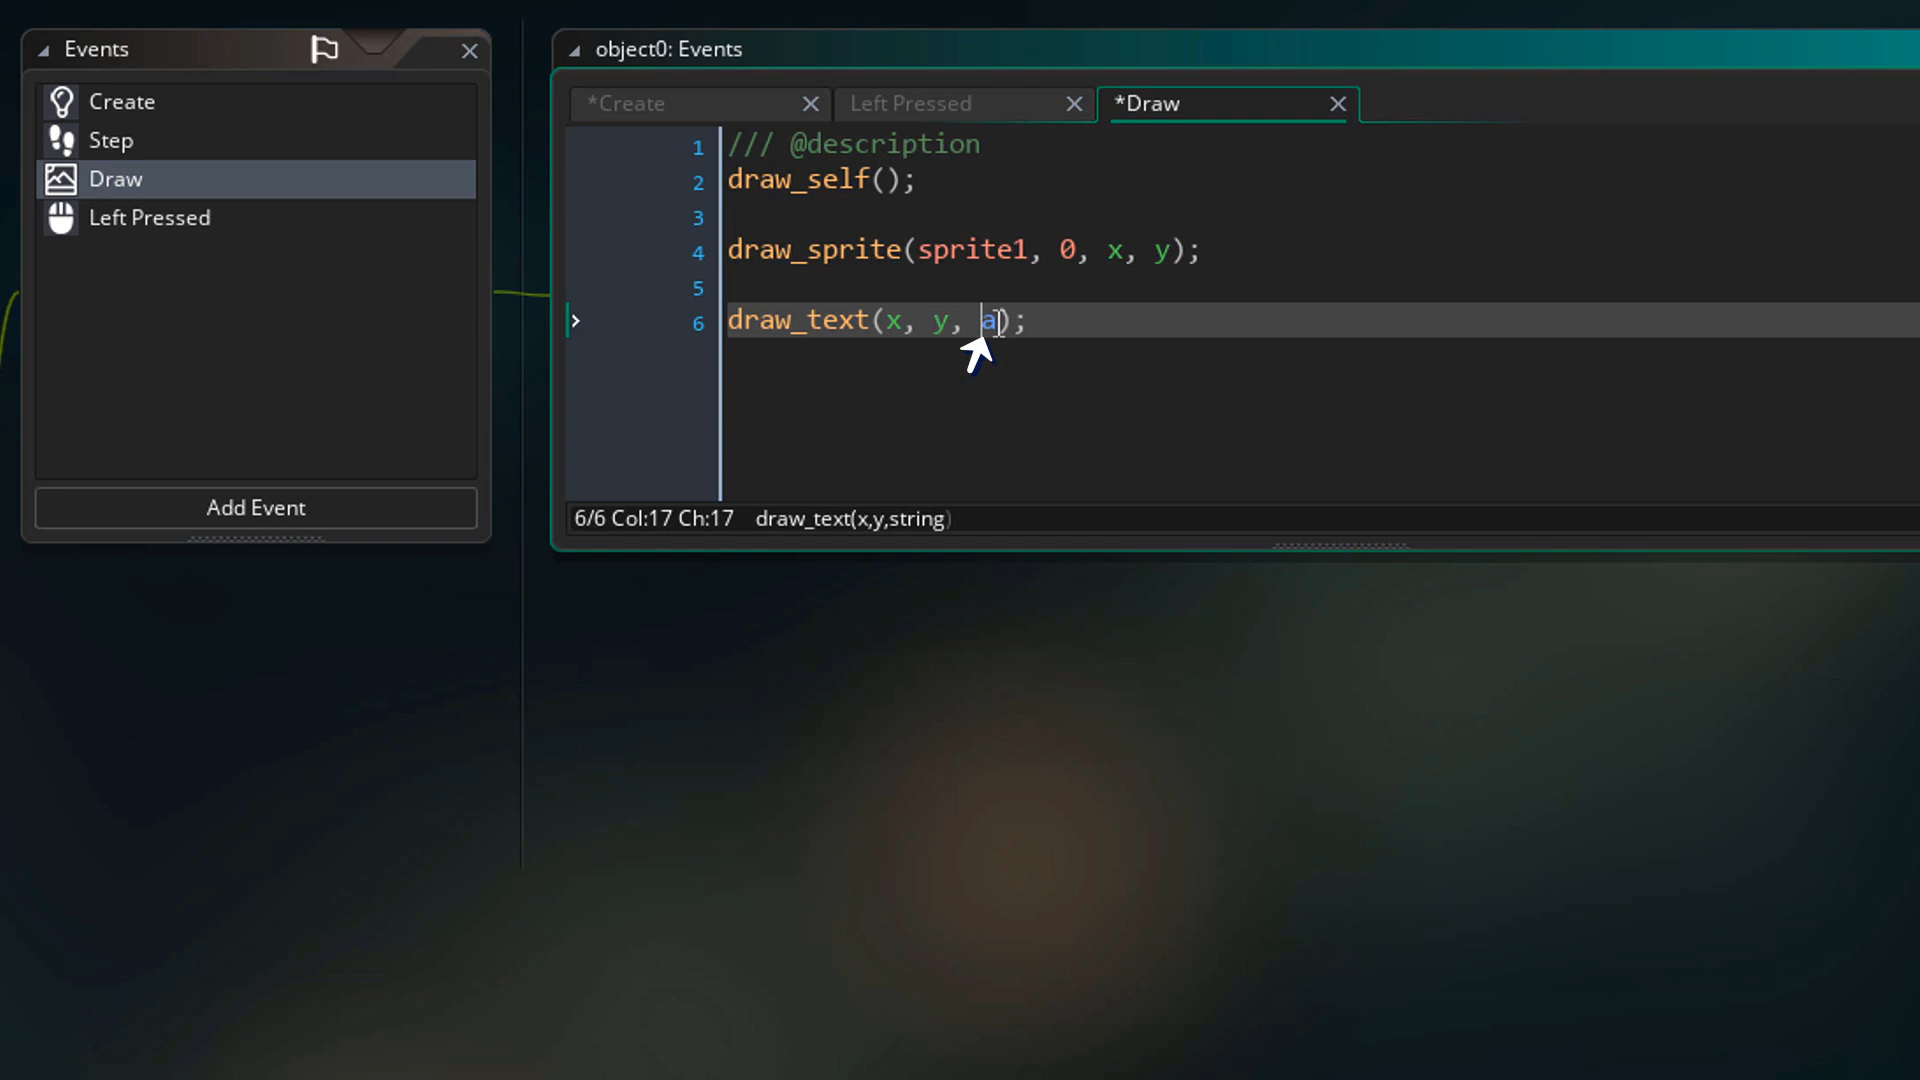 Events
Create
Step
Draw
Left Pressed
Add Event
object0: Events
*Create
Left Pressed
*Draw
1 /// @description
2 draw_self();
3
4 draw_sprite(sprite1, 0, x, y);
5
6 draw_text(x, y, a);
6/6 Col:17 Ch:17 draw_text(x,y,string)